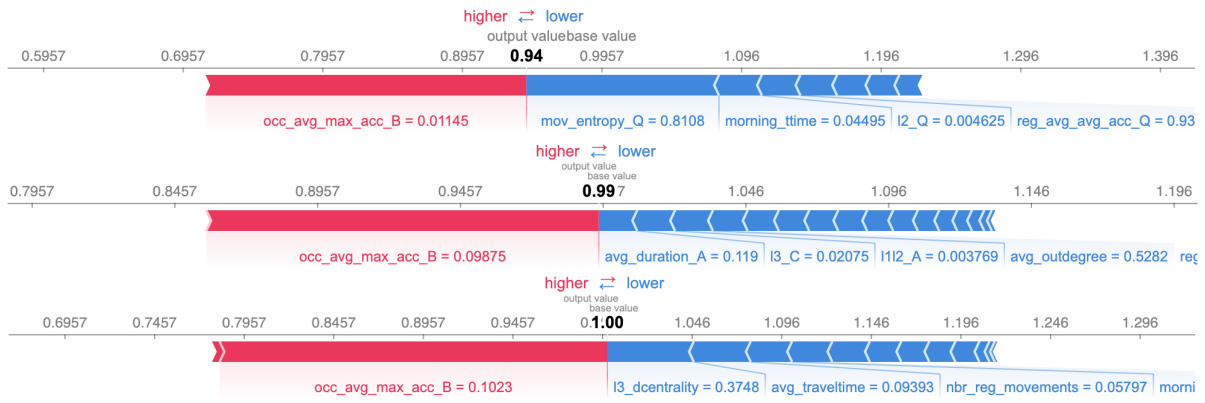 higher ⇄ lower
output value base value
0.5957 0.6957 0.7957 0.8957 0.94 0.9957 1.096 1.196 1.296 1.396
occ_avg_max_acc_B = 0.01145 mov_entropy_Q = 0.8108 morning_ttime = 0.04495 l2_Q = 0.004625 reg_avg_avg_acc_Q = 0.93
higher ⇄ lower
output value
base value
0.7957 0.8457 0.8957 0.9457 0.99 7 1.046 1.096 1.146 1.196
occ_avg_max_acc_B = 0.09875 avg_duration_A = 0.119 l3_C = 0.02075 l1l2_A = 0.003769 avg_outdegree = 0.5282 reg
higher ⇄ lower
output value
base value
0.6957 0.7457 0.7957 0.8457 0.8957 0.9457 1.00 1.046 1.096 1.146 1.196 1.246 1.296
occ_avg_max_acc_B = 0.1023 l3_dcentrality = 0.3748 avg_traveltime = 0.09393 nbr_reg_movements = 0.05797 morni